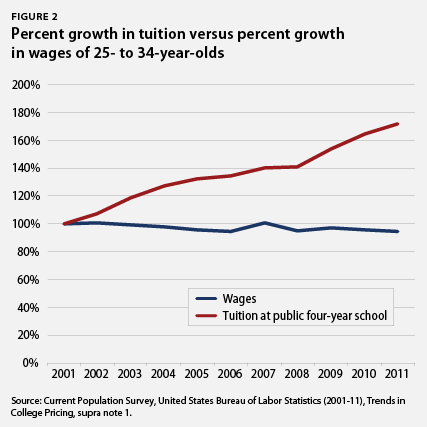 FIGURE 2
Percent growth in tuition versus percent growth
in wages of 25- to 34-year-olds
200%
180%
160%
140%
120%
100%
80%
60%
40%
20%
0%
Wages
Tuition at public four-year school
2001 2002 2003 2004 2005 2006 2007 2008 2009 2010 2011
Source: Current Population Survey, United States Bureau of Labor Statistics (2001-11), Trends in
College Pricing, supra note 1.